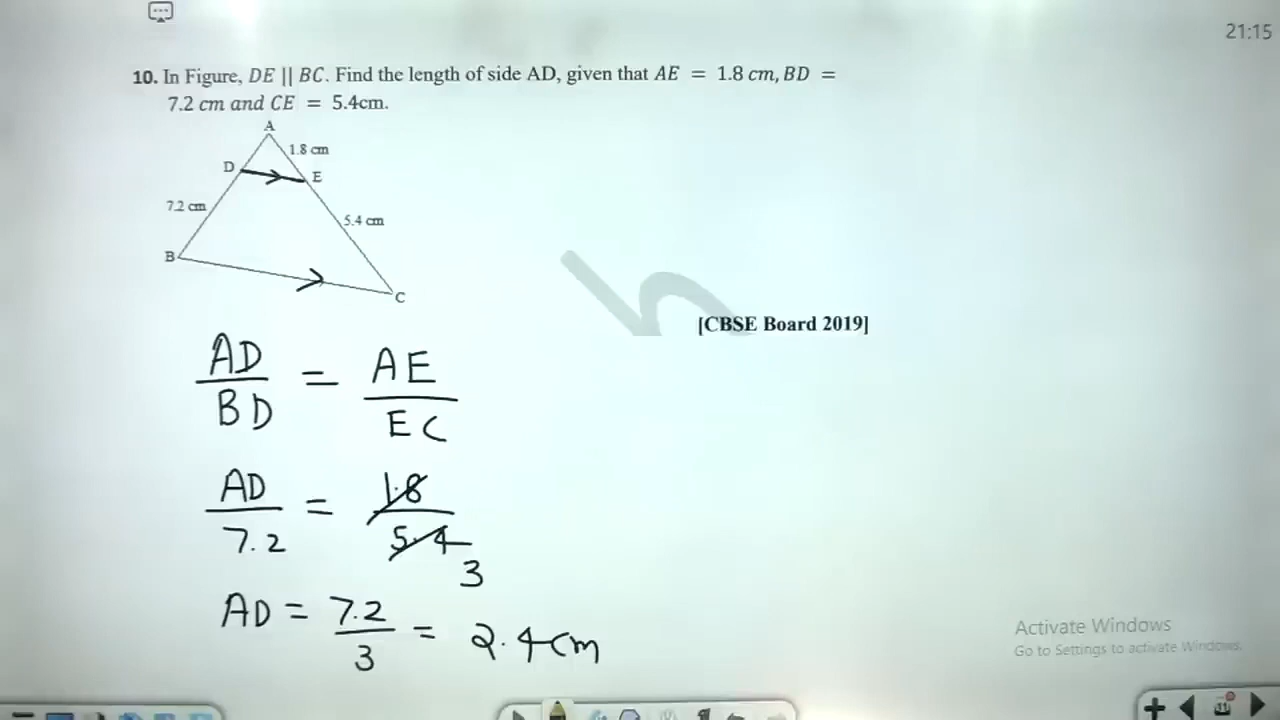 21:15
10. In Figure, DE || BC. Find the length of side AD, given that AE = 1.8 cm, BD =
7.2 cm and CE = 5.4cm.
A
1.8 cm
D
E
7.2 cm
5.4 cm
B
C
[CBSE Board 2019]
AD/BD = AE/EC
AD/7.2 = 1.8/5.4
3
AD = 7.2/3 = 2.4cm
Activate Windows
Go to Settings to activate Windows.
11